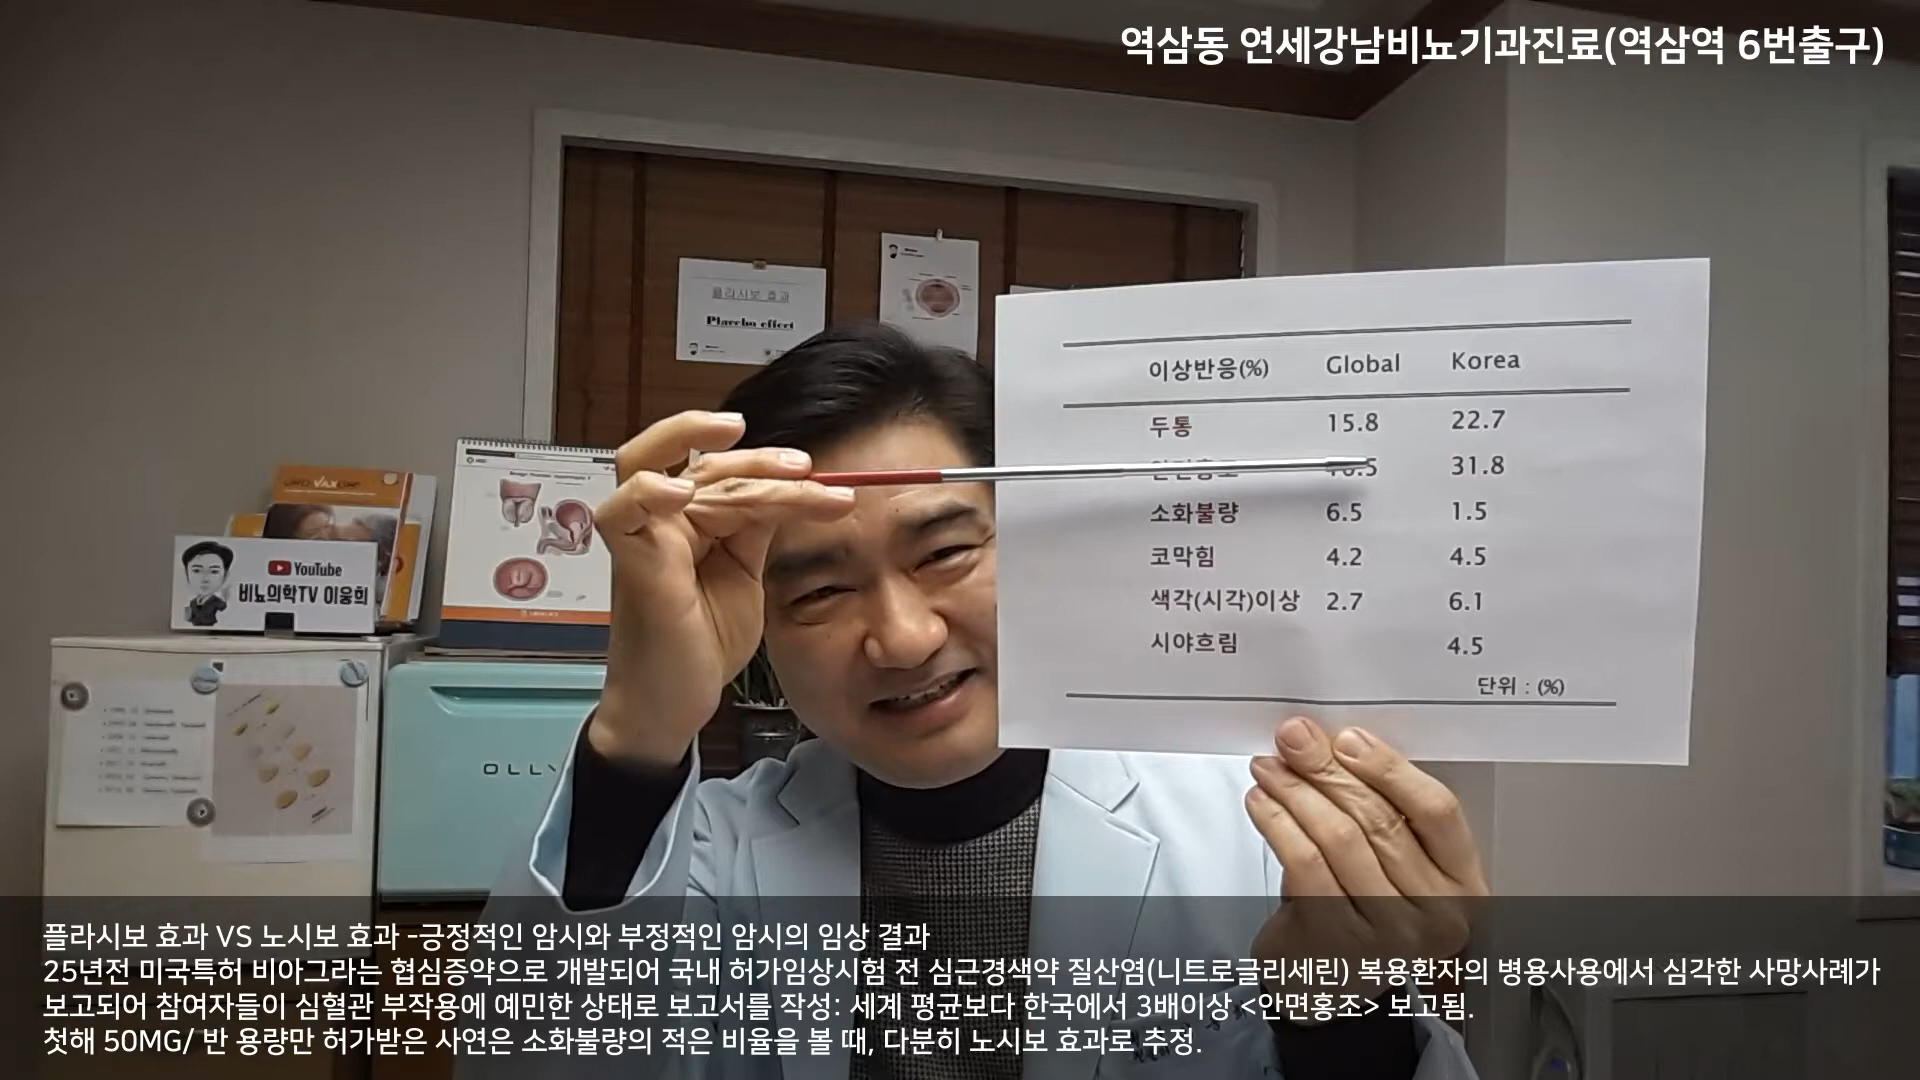 역삼동 연세강남비뇨기과진료(역삼역 6번출구)
플라시보 효과
Placebo effect
이상반응(%) Global Korea
두통 15.8 22.7
31.8
소화불량 6.5 1.5
코막힘 4.2 4.5
색각(시각)이상 2.7 6.1
시야흐림 4.5
단위 : (%)
YouTube
비뇨의학TV 이웅희
OLLY
플라시보 효과 VS 노시보 효과 -긍정적인 암시와 부정적인 암시의 임상 결과
25년전 미국특허 비아그라는 협심증약으로 개발되어 국내 허가임상시험 전 심근경색약 질산염(니트로글리세린) 복용환자의 병용사용에서 심각한 사망사례가
보고되어 참여자들이 심혈관 부작용에 예민한 상태로 보고서를 작성: 세계 평균보다 한국에서 3배이상 <안면홍조> 보고됨.
첫해 50MG/ 반 용량만 허가받은 사연은 소화불량의 적은 비율을 볼 때, 다분히 노시보 효과로 추정.